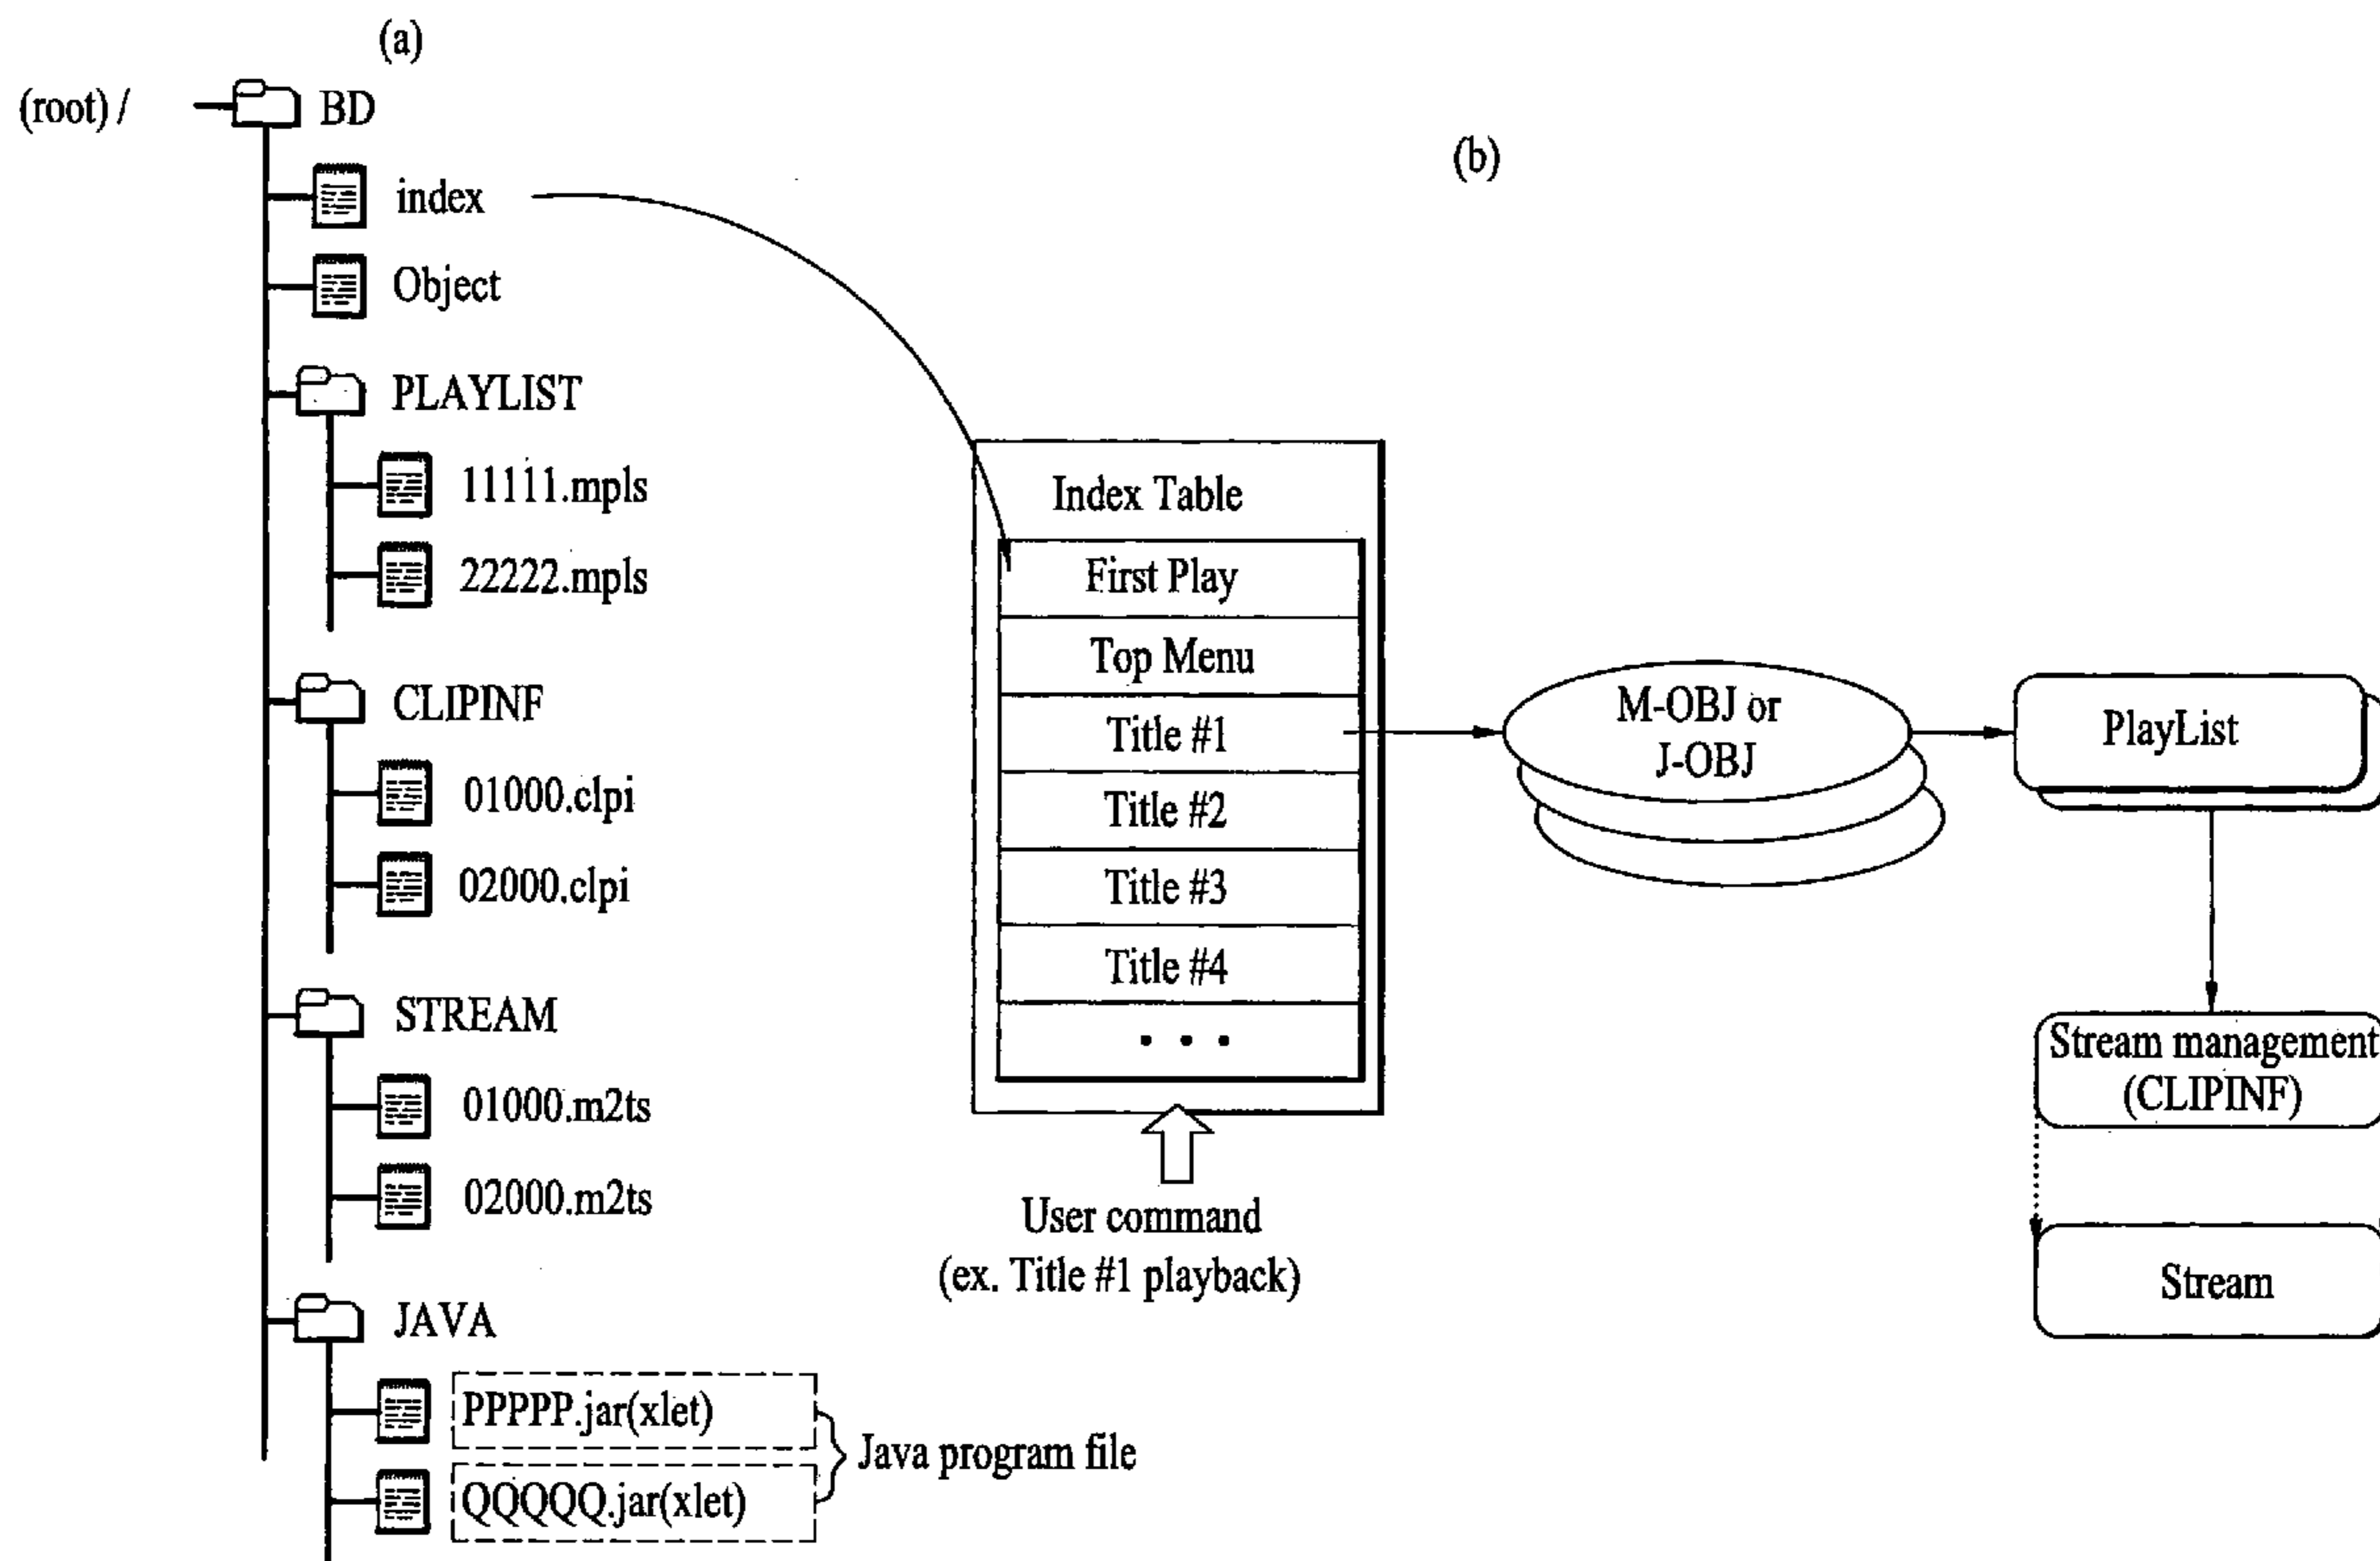 (a)
(root) /
BD
index
Object
PLAYLIST
11111.mpls
22222.mpls
CLIPINF
01000.clpi
02000.clpi
STREAM
01000.m2ts
02000.m2ts
JAVA
PPPPP.jar(xlet)
QQQQQ.jar(xlet)
Java program file
(b)
Index Table
First Play
Top Menu
Title #1
Title #2
Title #3
Title #4
• • •
User command
(ex. Title #1 playback)
M-OBJ or
J-OBJ
PlayList
Stream management
(CLIPINF)
Stream